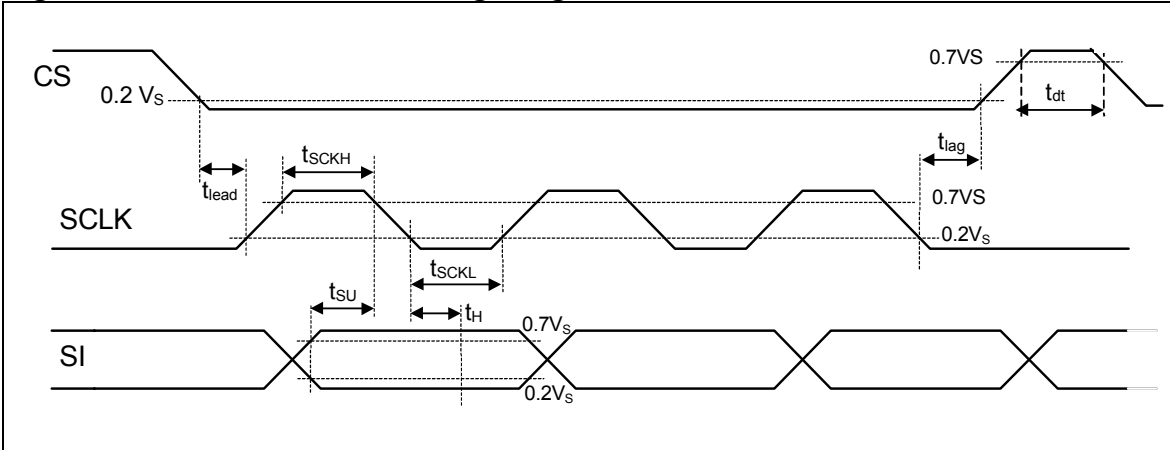 CS
0.2 VS
0.7VS
tdt
tlead
tSCKH
tlag
SCLK
0.7VS
0.2VS
tSCKL
tSU
tH
SI
0.7VS
0.2VS